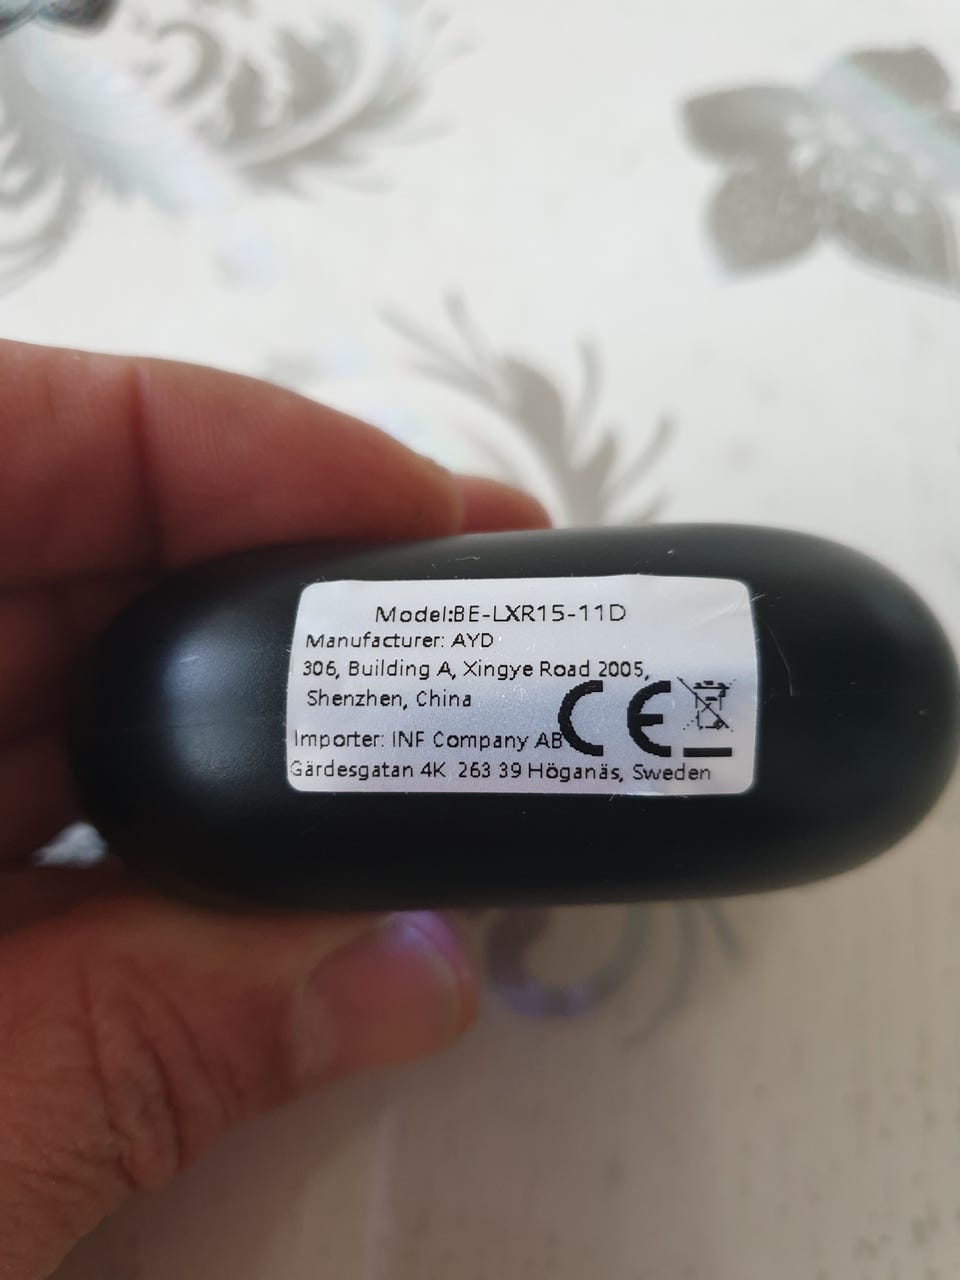 Model:BE-LXR15-11D
Manufacturer: AYD
306, Building A, Xingye Road 2005,
Shenzhen, China
CE
Importer: INF Company AB
Gärdesgatan 4K 263 39 Höganäs, Sweden